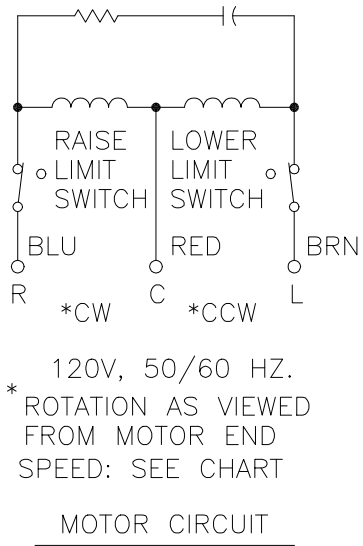 RAISE LOWER
LIMIT LIMIT
SWITCH SWITCH
BLU RED BRN
R C L
*CW *CCW
120V, 50/60 HZ.
* ROTATION AS VIEWED
FROM MOTOR END
SPEED: SEE CHART
MOTOR CIRCUIT